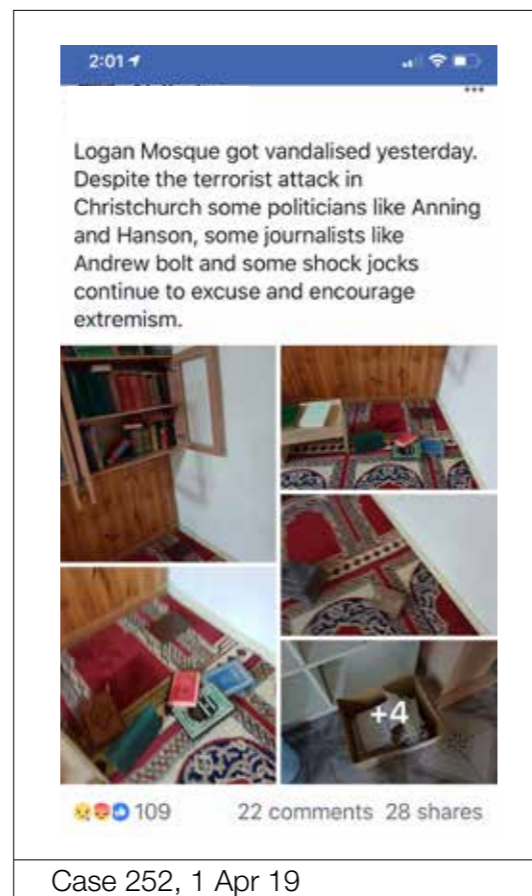 2:01
Logan Mosque got vandalised yesterday.
Despite the terrorist attack in
Christchurch some politicians like Anning
and Hanson, some journalists like
Andrew bolt and some shock jocks
continue to excuse and encourage
extremism.
+4
109 22 comments 28 shares
Case 252, 1 Apr 19